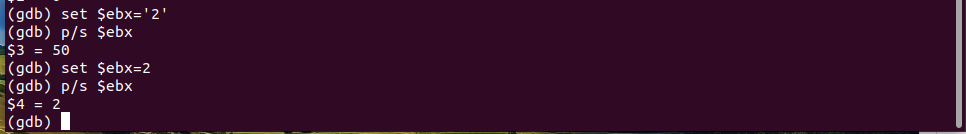 (gdb) set $ebx='2'
(gdb) p/s $ebx
$3 = 50
(gdb) set $ebx=2
(gdb) p/s $ebx
$4 = 2
(gdb)